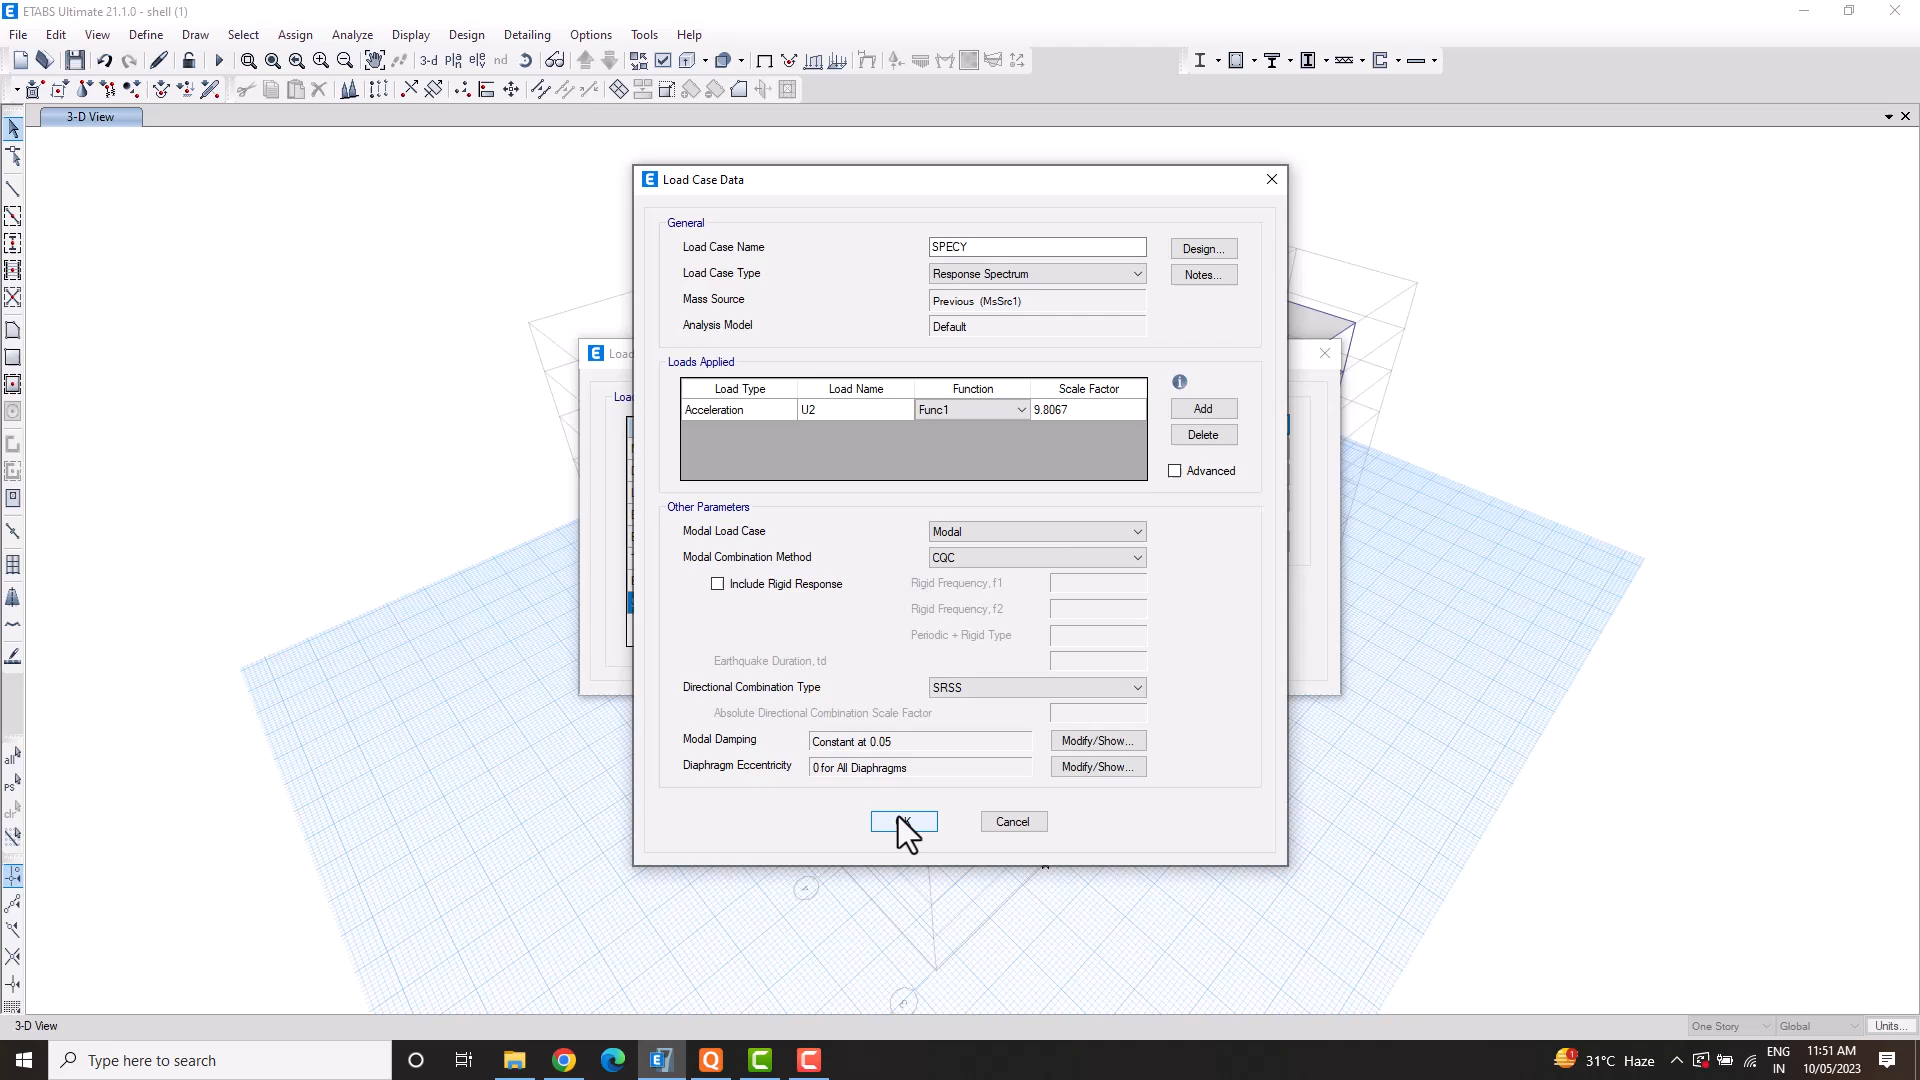 ETABS Ultimate 21.1.0 - shell (1)
File Edit View Define Draw Select Assign Analyze Display Design Detailing Options Tools Help
3-d nd
3-D View
Load Case Data
General
Load Case Name SPECY Design...
Load Case Type Response Spectrum Notes...
Mass Source Previous (MsSrc1)
Analysis Model Default
Loads Applied
Load Type Load Name Function Scale Factor
Acceleration U2 Func1 9.8067
Add
Delete
Advanced
Other Parameters
Modal Load Case Modal
Modal Combination Method CQC
Include Rigid Response Rigid Frequency, f1
Rigid Frequency, f2
Periodic + Rigid Type
Earthquake Duration, td
Directional Combination Type SRSS
Absolute Directional Combination Scale Factor
Modal Damping Constant at 0.05 Modify/Show...
Diaphragm Eccentricity 0 for All Diaphragms Modify/Show...
Cancel
all
PS
clr
3-D View One Story Global Units...
Type here to search
31°C Haze
ENG
IN
11:51 AM
10/05/2023